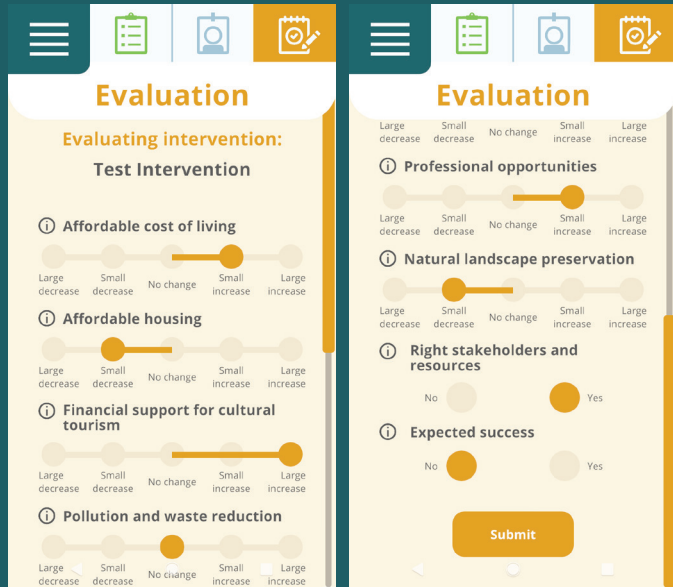 Evaluation
Evaluating intervention:
Test Intervention
Affordable cost of living
Large decrease
Small decrease
No change
Small increase
Large increase
Affordable housing
Large decrease
Small decrease
No change
Small increase
Large increase
Financial support for cultural
tourism
Large decrease
Small decrease
No change
Small increase
Large increase
Pollution and waste reduction
Large decrease
Small decrease
No change
Small increase
Large increase
Evaluation
Large decrease
Small decrease
No change
Small increase
Large increase
Professional opportunities
Large decrease
Small decrease
No change
Small increase
Large increase
Natural landscape preservation
Large decrease
Small decrease
No change
Small increase
Large increase
Right stakeholders and
resources
No
Yes
Expected success
No
Yes
Submit